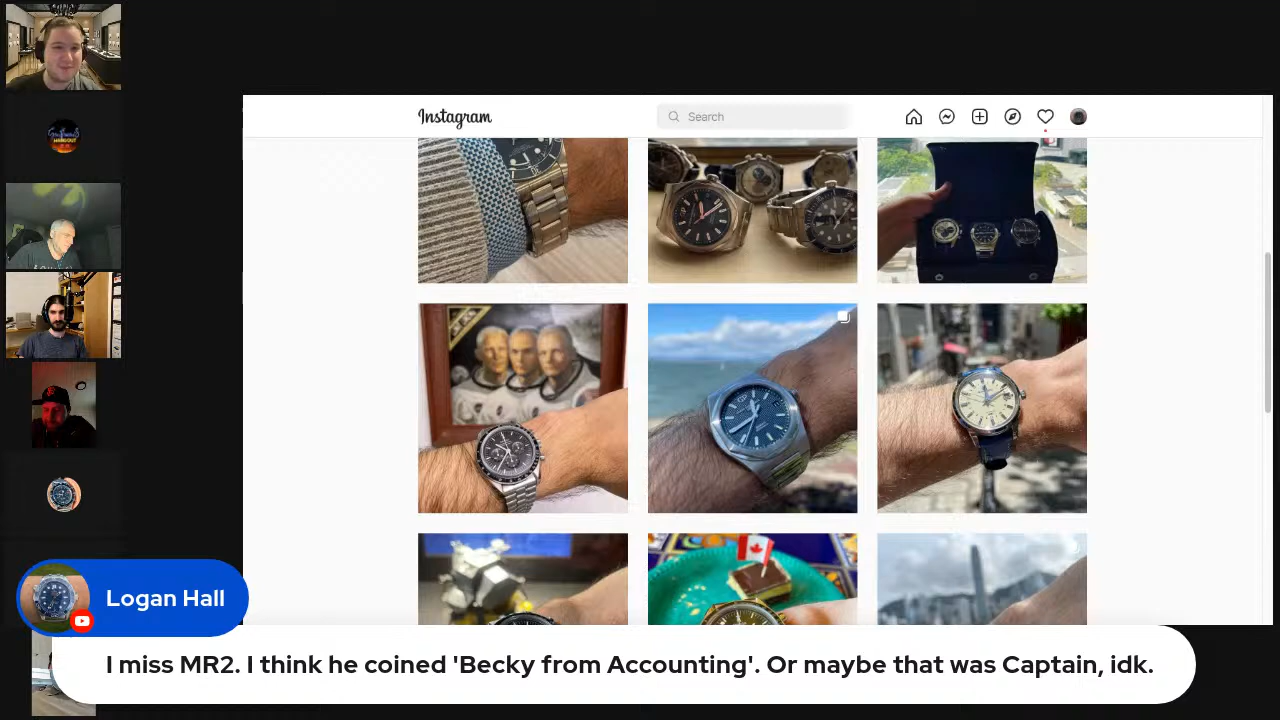 Instagram
Search
Logan Hall
I miss MR2. I think he coined 'Becky from Accounting'. Or maybe that was Captain, idk.